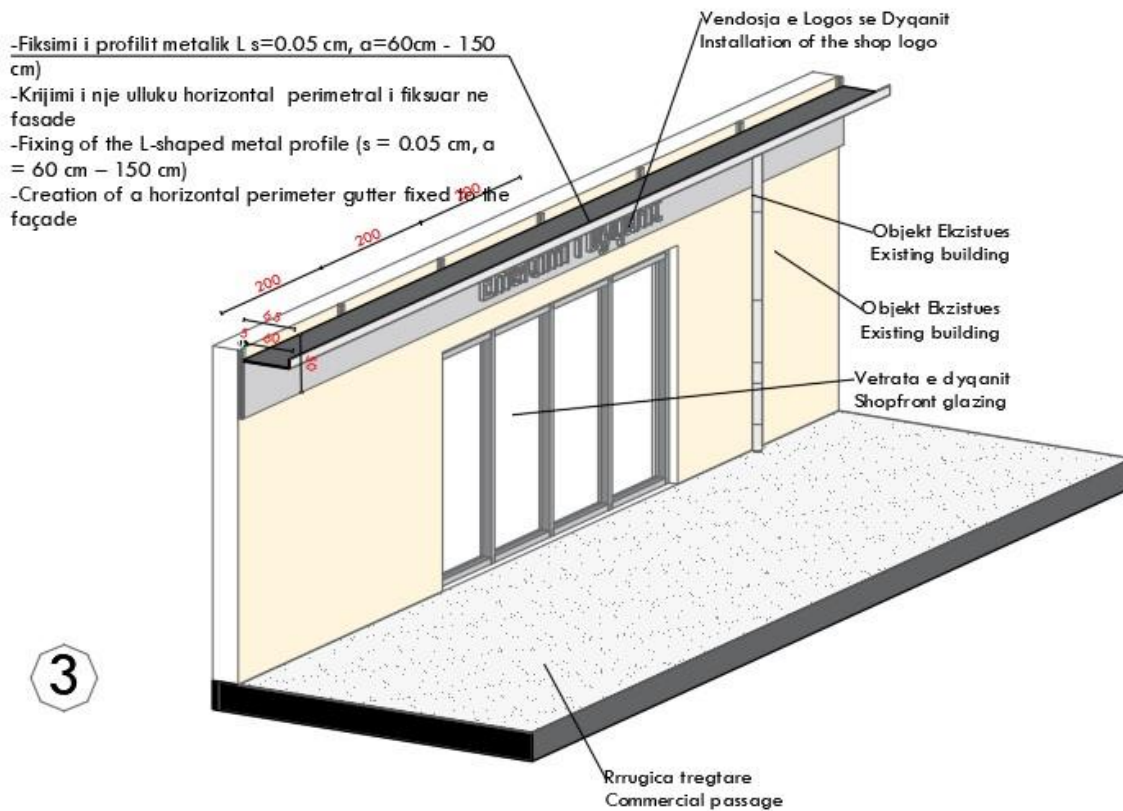 -Fiksimi i profilit metalik L s=0.05 cm, a=60cm - 150
cm)
-Krijimi i nje ulluku horizontal perimetral i fiksuar ne
fasade
-Fixing of the L-shaped metal profile (s = 0.05 cm, a
= 60 cm – 150 cm)
-Creation of a horizontal perimeter gutter fixed to the
façade
Vendosja e Logos se Dyqanit
Installation of the shop logo
200
200
200
5
60
Emertimi i dyqanit
Objekt Ekzistues
Existing building
Objekt Ekzistues
Existing building
Vetrata e dyqanit
Shopfront glazing
3
Rrugica tregtare
Commercial passage